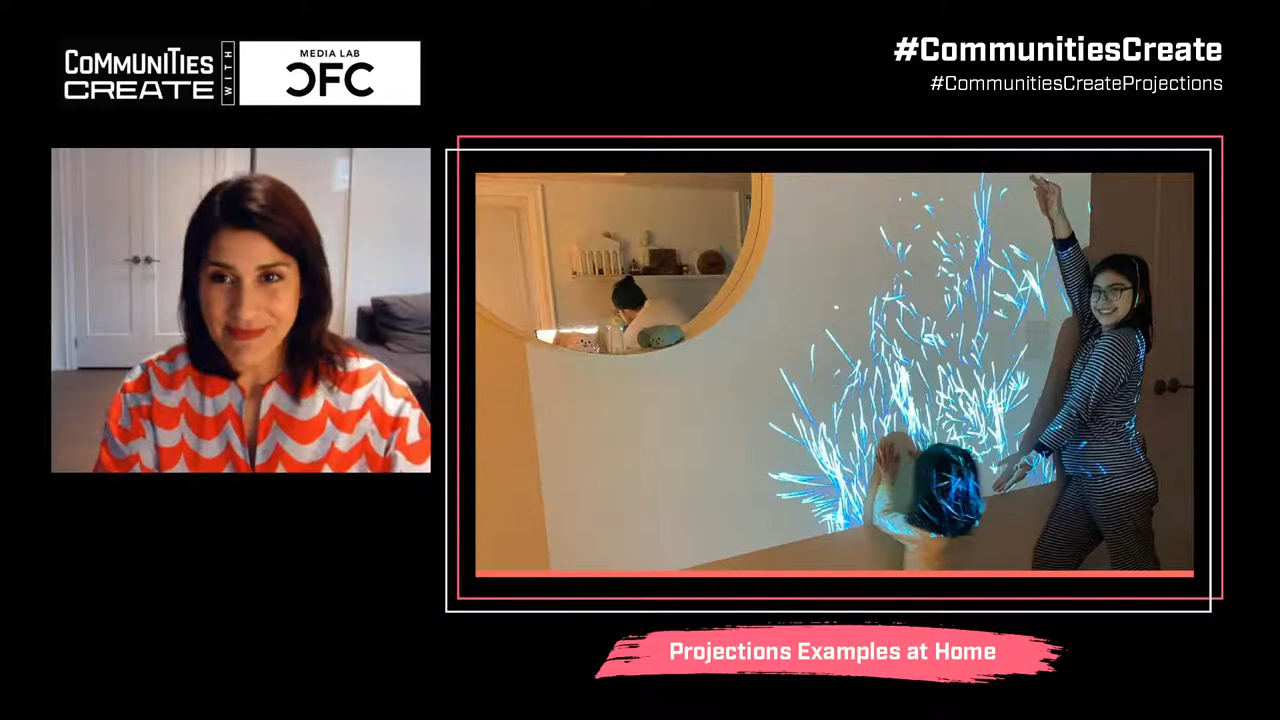 COMMUNITIES
CREATE
WITH
MEDIA LAB
CFC
#CommunitiesCreate
#CommunitiesCreateProjections
Projections Examples at Home